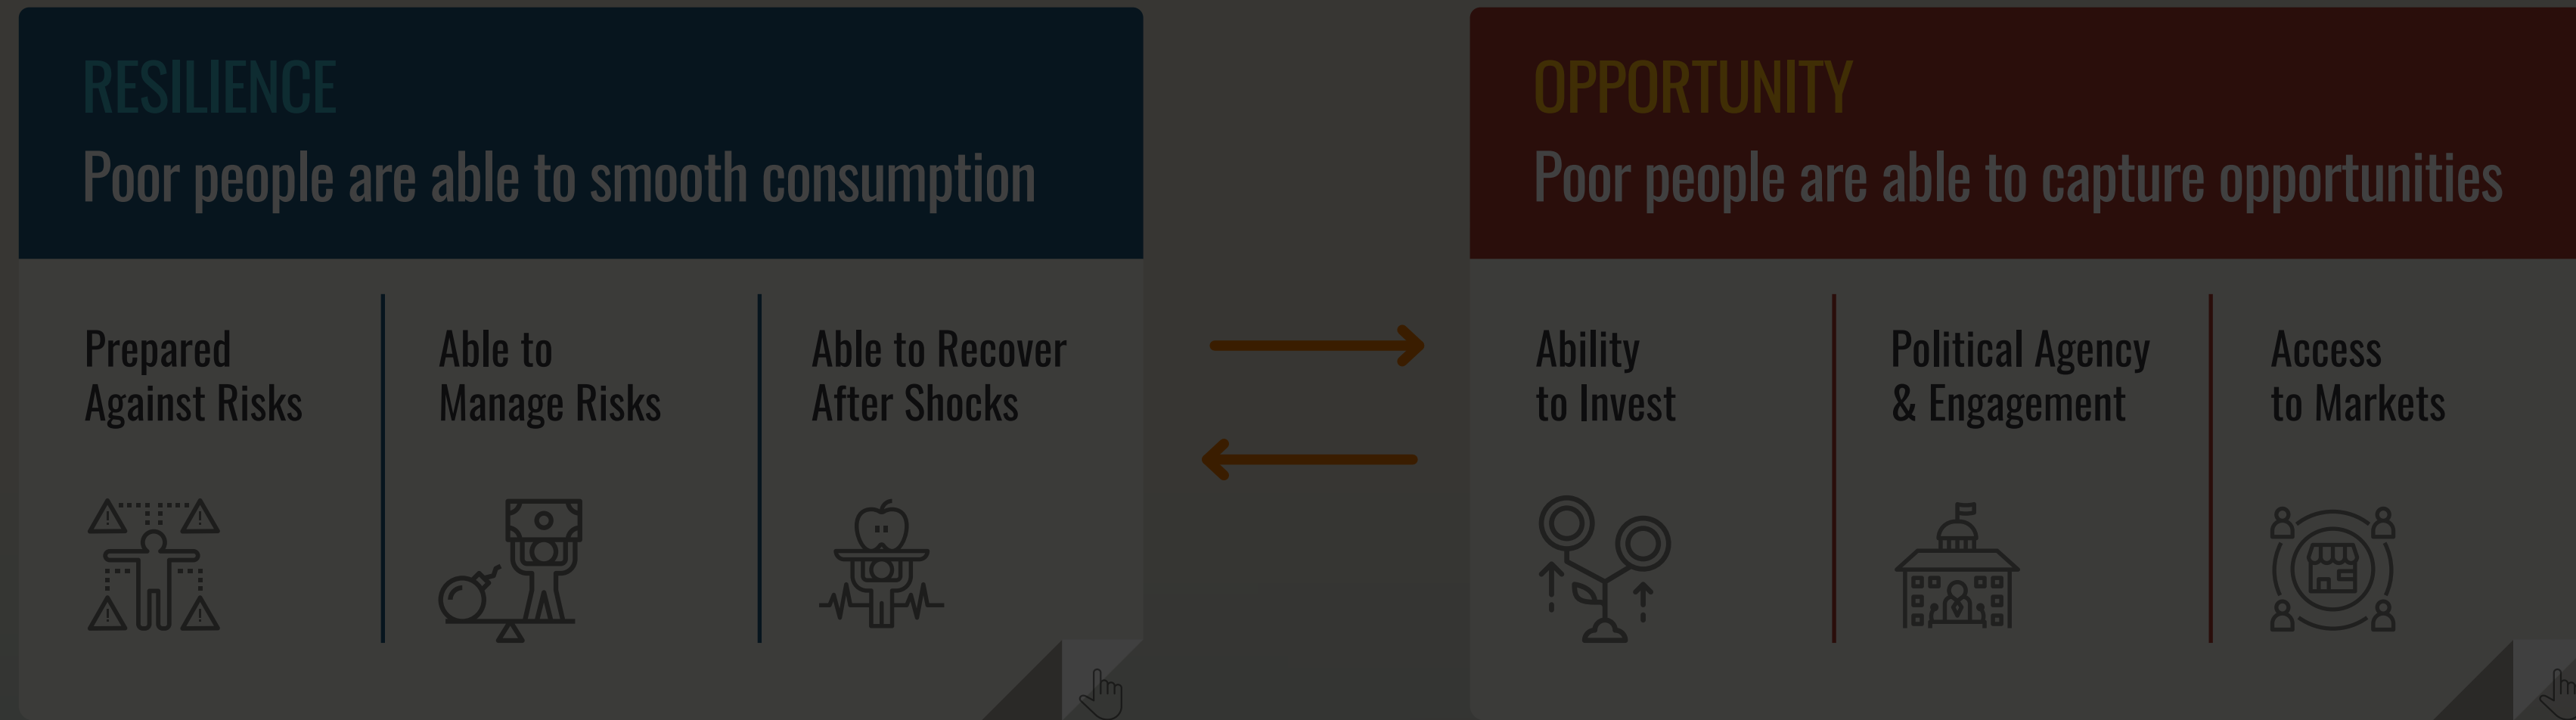 RESILIENCE
Poor people are able to smooth consumption
Prepared
Against Risks
Able to
Manage Risks
Able to Recover
After Shocks
OPPORTUNITY
Poor people are able to capture opportunities
Ability
to Invest
Political Agency
& Engagement
Access
to Markets